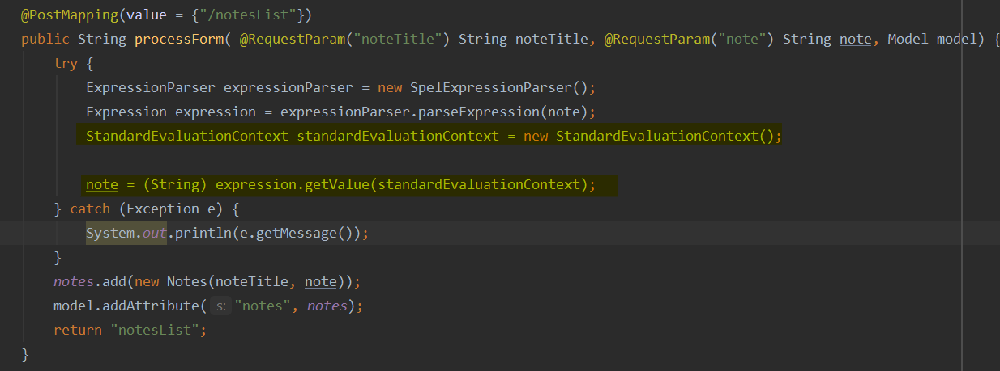 @PostMapping(value = {"/notesList"})
public String processForm( @RequestParam("noteTitle") String noteTitle, @RequestParam("note") String note, Model model) {
try {
ExpressionParser expressionParser = new SpelExpressionParser();
Expression expression = expressionParser.parseExpression(note);
StandardEvaluationContext standardEvaluationContext = new StandardEvaluationContext();
note = (String) expression.getValue(standardEvaluationContext);
} catch (Exception e) {
System.out.println(e.getMessage());
}
notes.add(new Notes(noteTitle, note));
model.addAttribute( s: "notes", notes);
return "notesList";
}